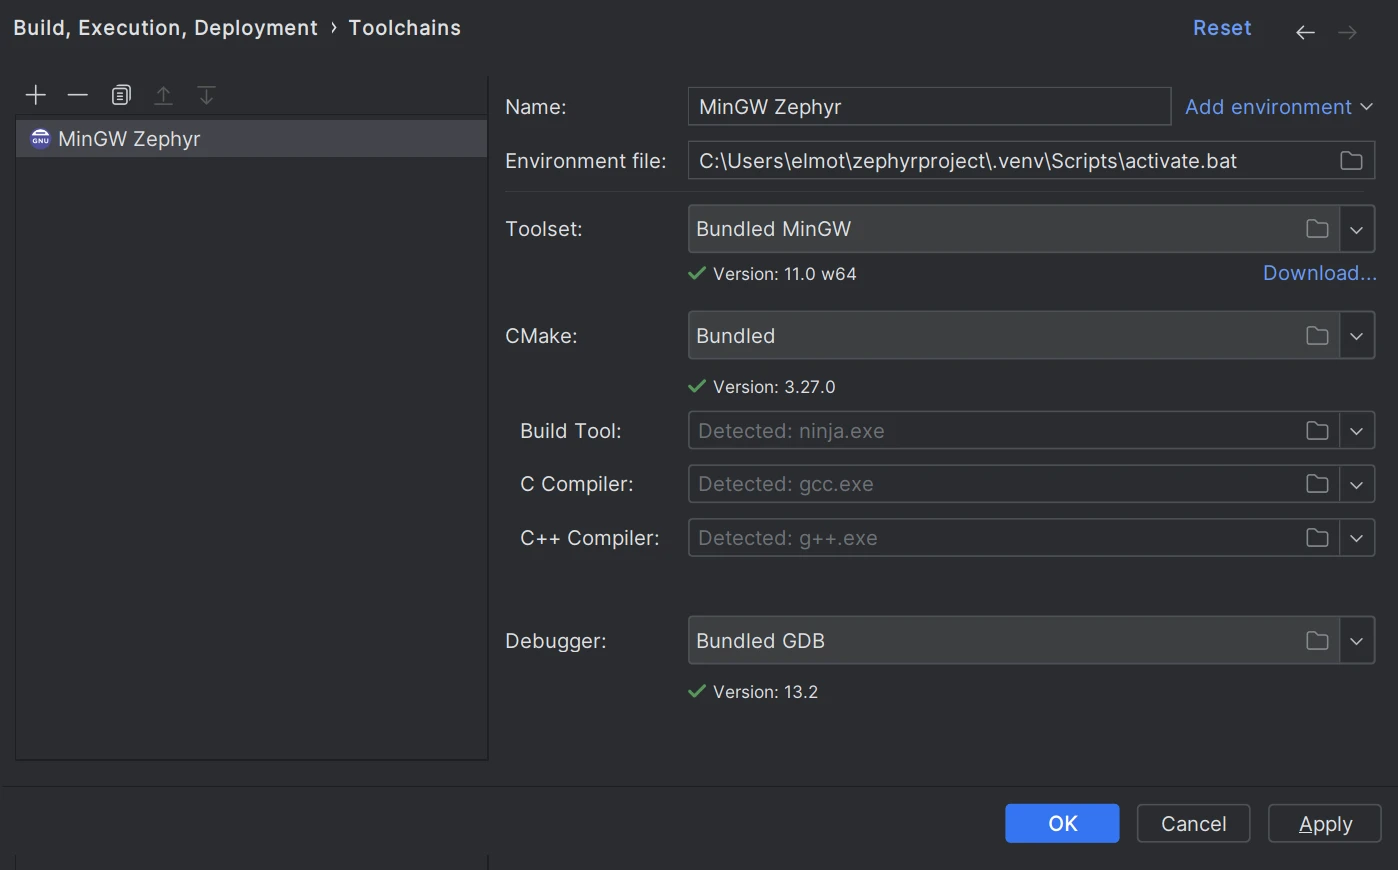 Build, Execution, Deployment › Toolchains
Reset
GNU MinGW Zephyr
Name: MinGW Zephyr Add environment
Environment file: C:\Users\elmot\zephyrproject\.venv\Scripts\activate.bat
Toolset: Bundled MinGW
Version: 11.0 w64 Download...
CMake: Bundled
Version: 3.27.0
Build Tool: Detected: ninja.exe
C Compiler: Detected: gcc.exe
C++ Compiler: Detected: g++.exe
Debugger: Bundled GDB
Version: 13.2
OK Cancel Apply